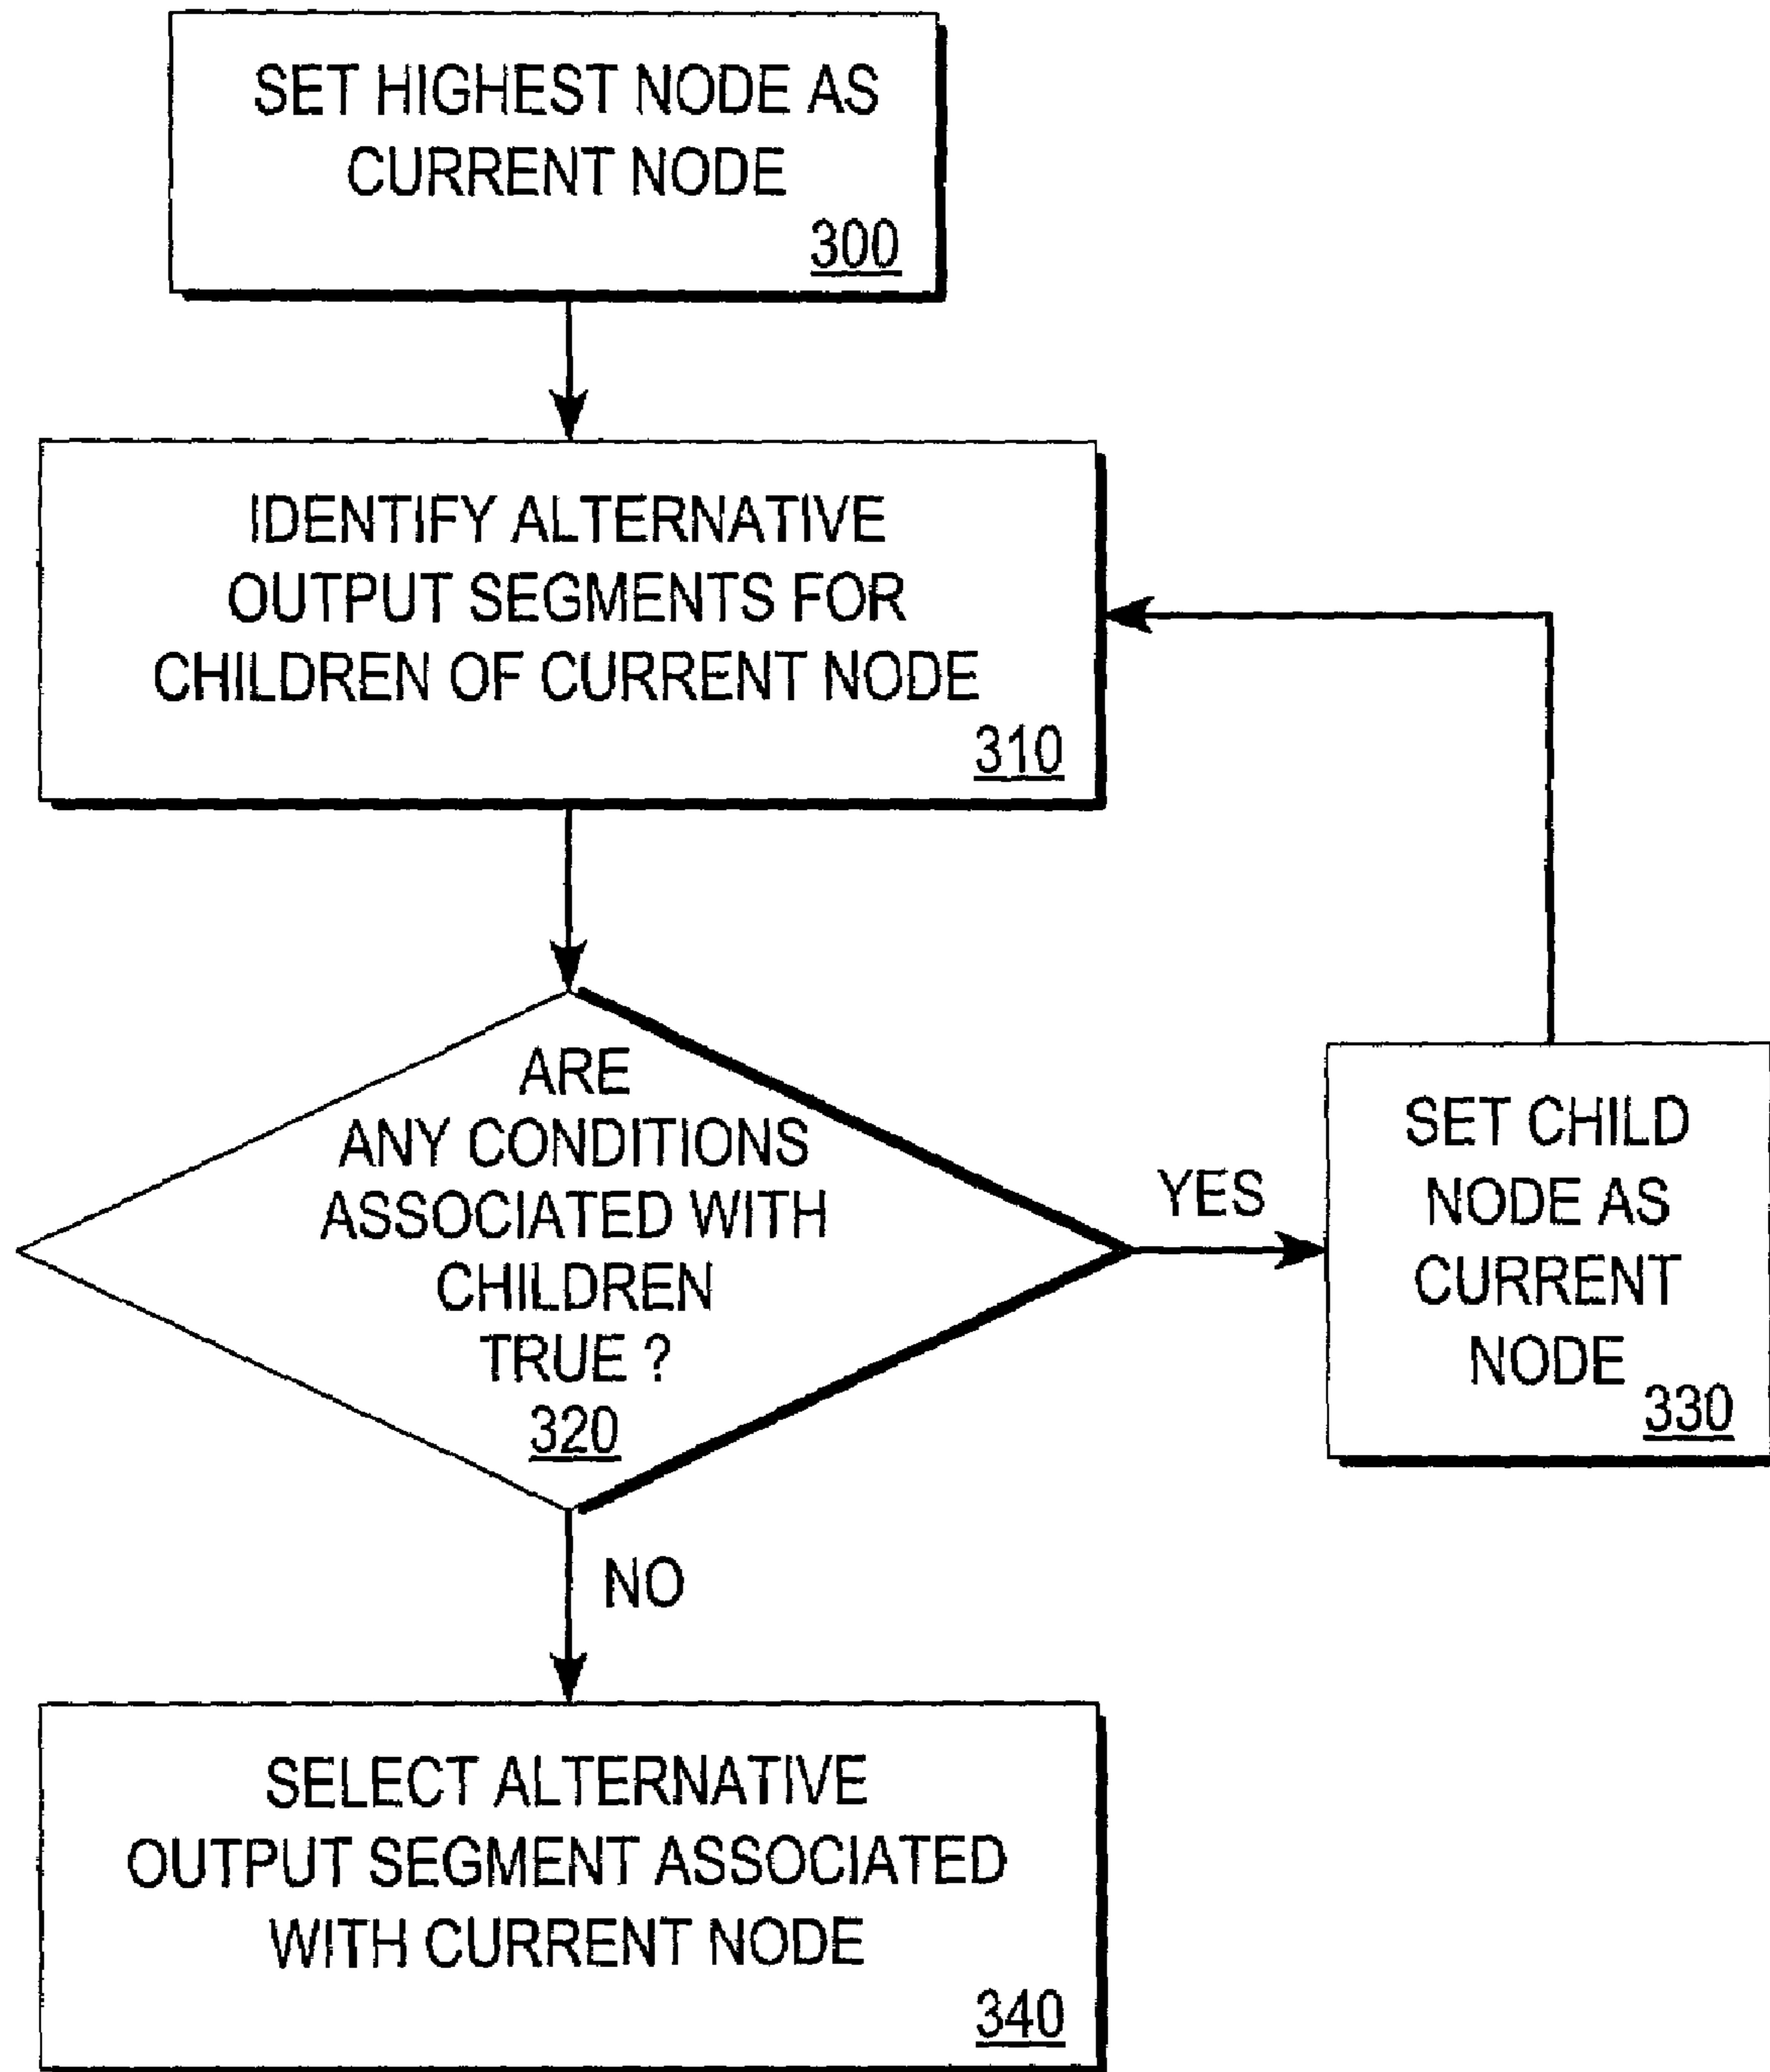 SET HIGHEST NODE AS
CURRENT NODE
300
IDENTIFY ALTERNATIVE
OUTPUT SEGMENTS FOR
CHILDREN OF CURRENT NODE
310
ARE
ANY CONDITIONS
ASSOCIATED WITH
CHILDREN
TRUE ?
320
YES
SET CHILD
NODE AS
CURRENT
NODE
330
NO
SELECT ALTERNATIVE
OUTPUT SEGMENT ASSOCIATED
WITH CURRENT NODE
340